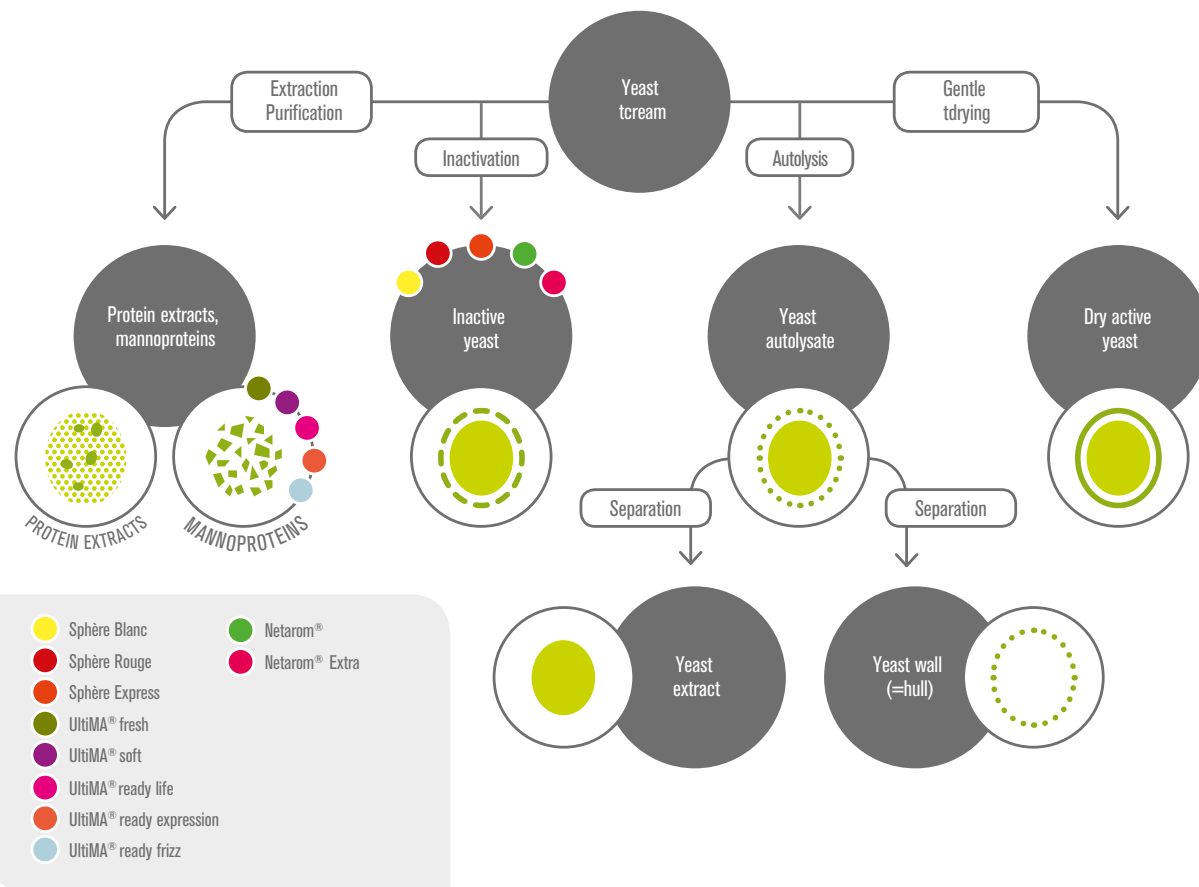 Extraction
Purification
Yeast
tcream
Gentle
tdrying
Inactivation
Autolysis
Protein extracts,
mannoproteins
Inactive
yeast
Yeast
autolysate
Dry active
yeast
PROTEIN EXTRACTS
MANNOPROTEINS
Separation
Separation
Yeast
extract
Yeast wall
(=hull)
Sphère Blanc
Sphère Rouge
Sphère Express
UltiMA® fresh
UltiMA® soft
UltiMA® ready life
UltiMA® ready expression
UltiMA® ready frizz
Netarom®
Netarom® Extra